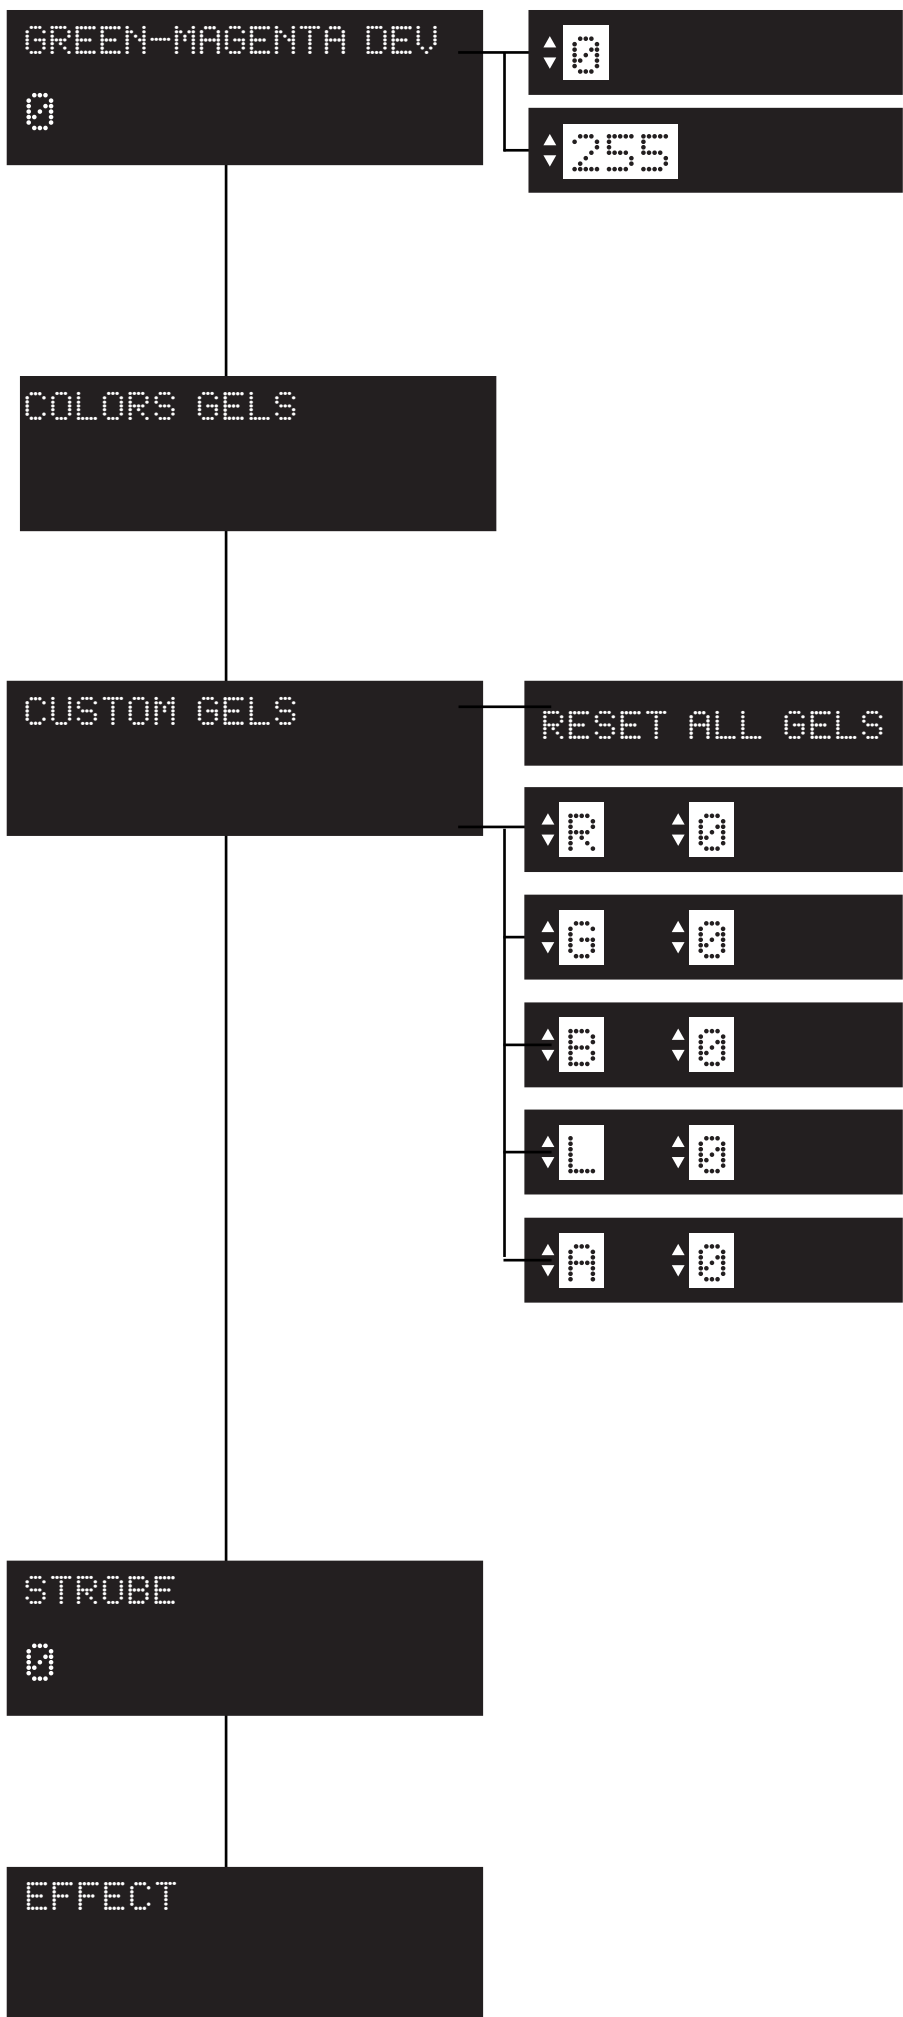 GREEN-MAGENTA DEV
0
0
255
COLORS GELS
CUSTOM GELS
RESET ALL GELS
R 0
G 0
B 0
L 0
A 0
STROBE
0
EFFECT